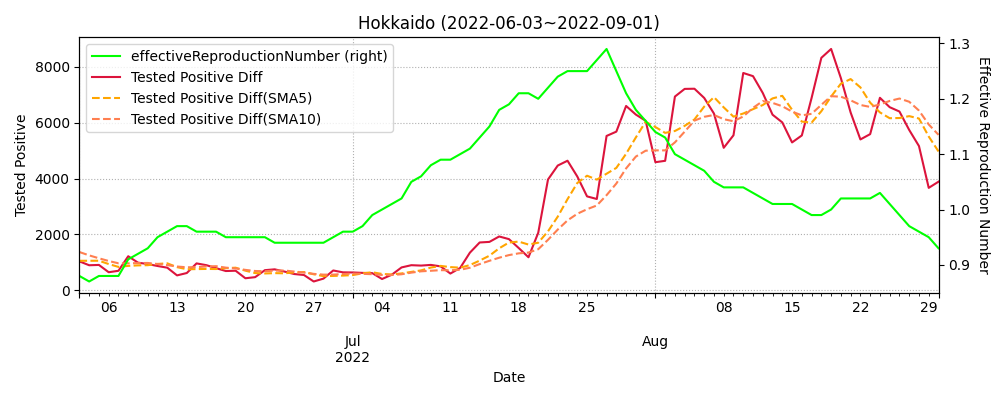 Hokkaido (2022-06-03~2022-09-01)
effectiveReproductionNumber (right)
Tested Positive Diff
Tested Positive Diff(SMA5)
Tested Positive Diff(SMA10)
Tested Positive
8000
6000
4000
2000
0
1.3
1.2
1.1
1.0
0.9
Effective Reproduction Number
06 13 20 27 04 11 18 25 08 15 22 29
Jul Aug
2022
Date